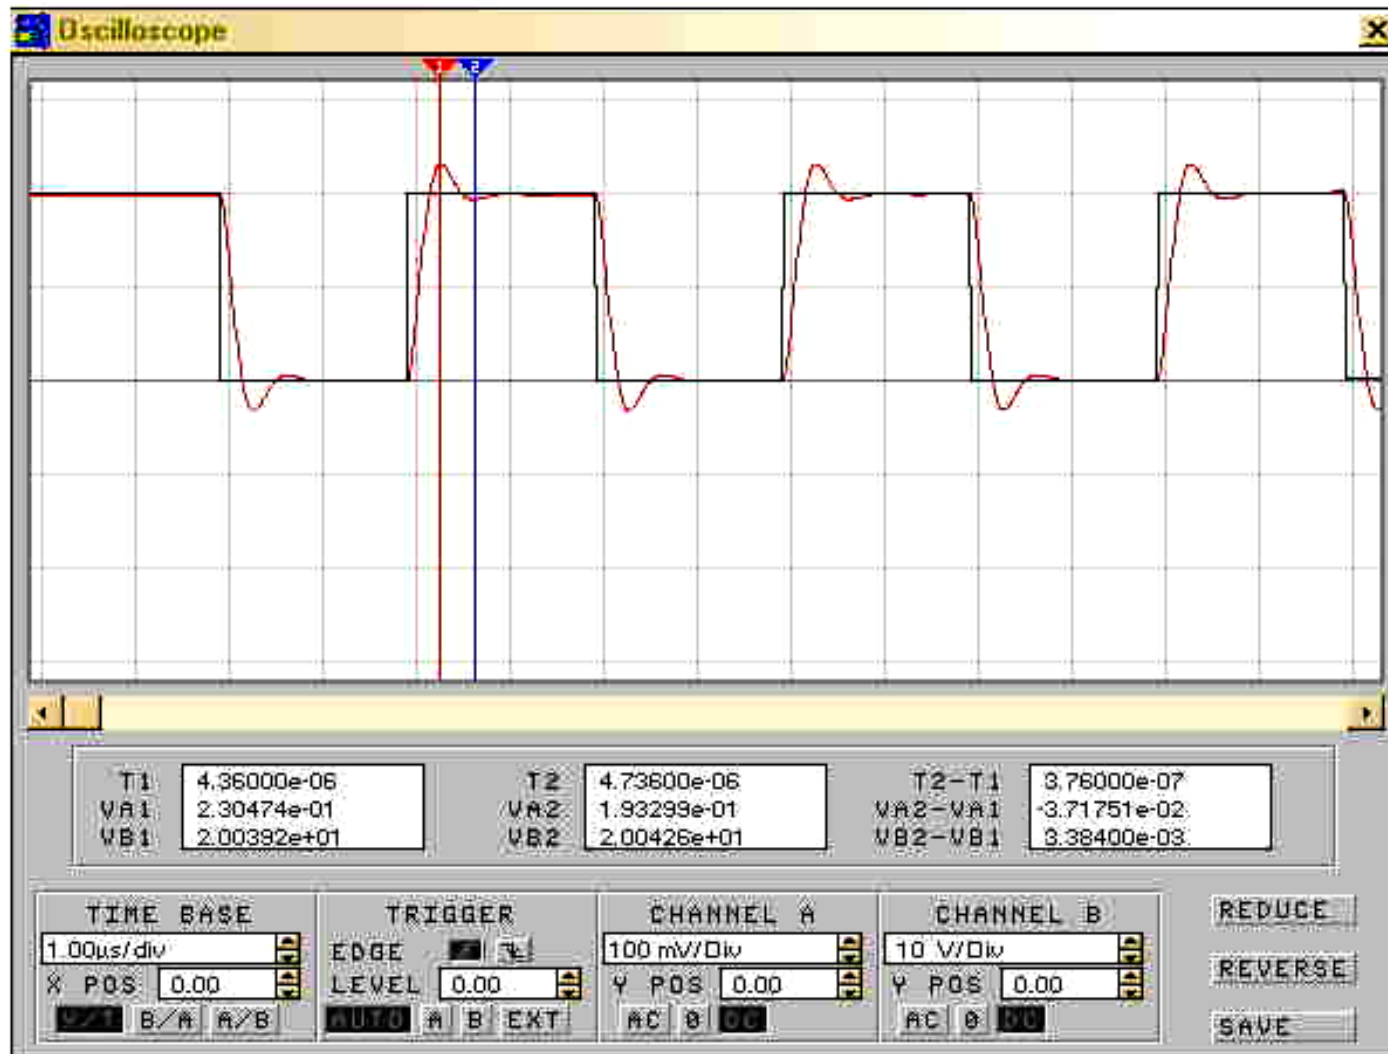 Oscilloscope
1 2
T1 4.36000e-06 T2 4.73600e-06 T2-T1 3.76000e-07
VA1 2.30474e-01 VA2 1.93299e-01 VA2-VA1 -3.71751e-02
VB1 2.00392e+01 VB2 2.00426e+01 VB2-VB1 3.38400e-03
TIME BASE TRIGGER CHANNEL A CHANNEL B REDUCE
1.00µs/div EDGE 100 mV/Div 10 V/Div
X POS 0.00 LEVEL 0.00 Y POS 0.00 Y POS 0.00 REVERSE
Y/T B/A A/B AUTO A B EXT AC 0 DC AC 0 DC SAVE